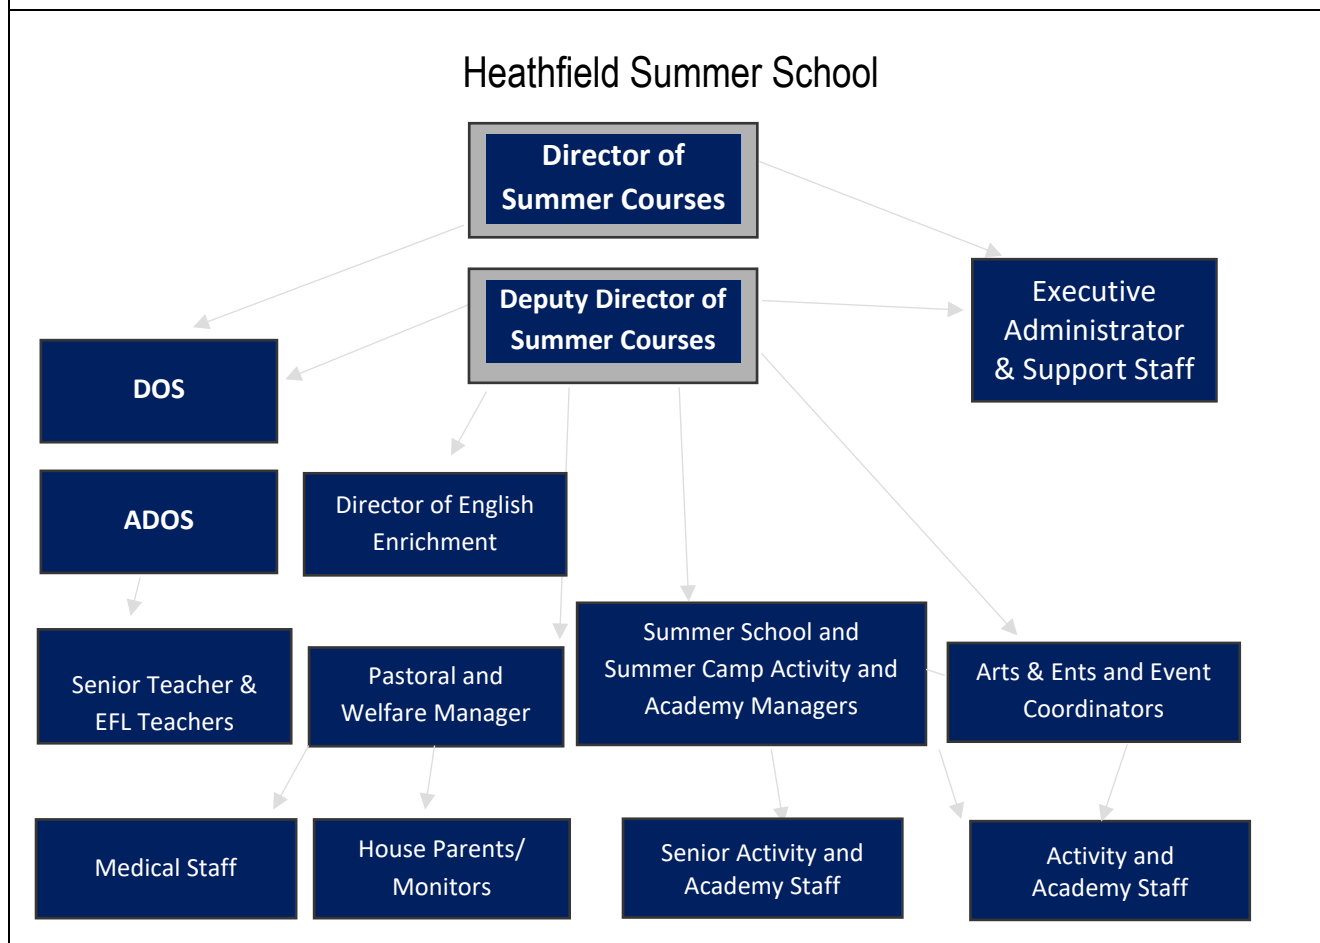 Heathfield Summer School
Director of
Summer Courses
Deputy Director of
Summer Courses
Executive
Administrator
& Support Staff
DOS
ADOS
Director of English
Enrichment
Senior Teacher &
EFL Teachers
Pastoral and
Welfare Manager
Summer School and
Summer Camp Activity and
Academy Managers
Arts & Ents and Event
Coordinators
Medical Staff
House Parents/
Monitors
Senior Activity and
Academy Staff
Activity and
Academy Staff